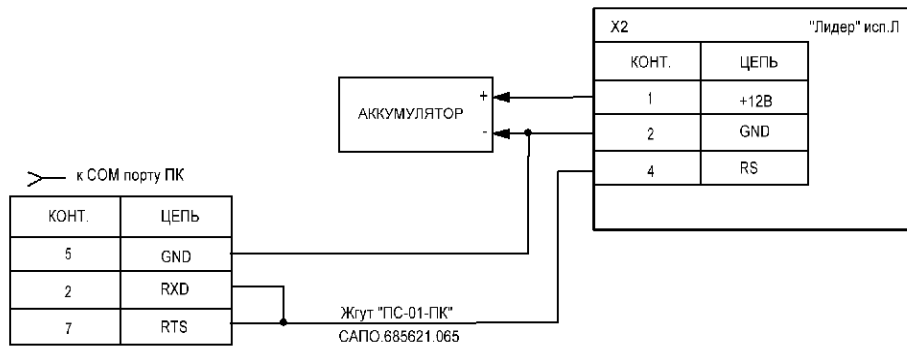 X2 "Лидер" исп.Л
КОНТ. ЦЕПЬ
1 +12В
2 GND
4 RS
АККУМУЛЯТОР + -
к COM порту ПК
КОНТ. ЦЕПЬ
5 GND
2 RXD
7 RTS
Жгут "ПС-01-ПК"
САПО.685621.065